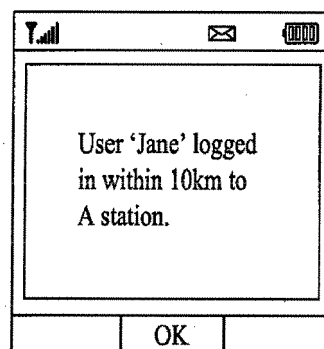 User ‘Jane’ logged
in within 10km to
A station.
OK